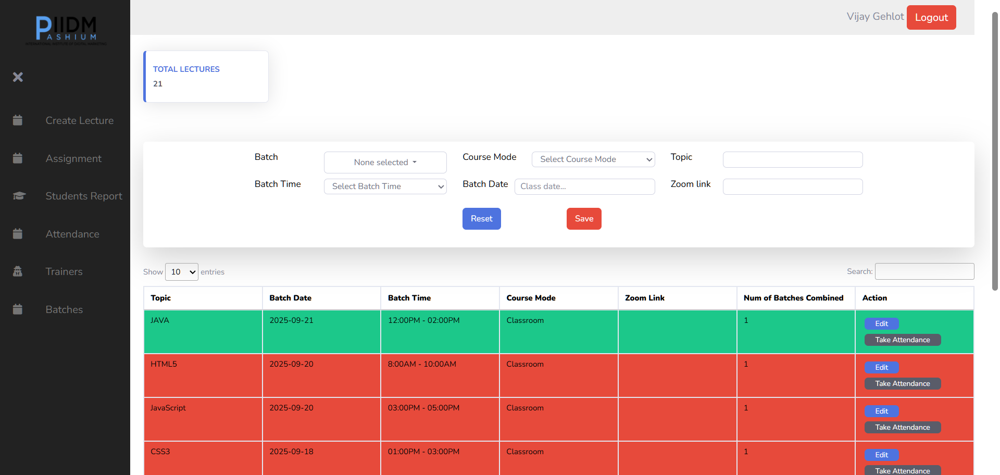 PIIDM
ASHIUM
INTERNATIONAL INSTITUTE OF DIGITAL MARKETING
Vijay Gehlot Logout
TOTAL LECTURES
21
Create Lecture
Assignment
Students Report
Attendance
Trainers
Batches
Batch None selected Course Mode Select Course Mode Topic
Batch Time Select Batch Time Batch Date Class date... Zoom link
Reset Save
Show 10 entries Search:
Topic Batch Date Batch Time Course Mode Zoom Link Num of Batches Combined Action
JAVA 2025-09-21 12:00PM - 02:00PM Classroom 1 Edit
Take Attendance
HTML5 2025-09-20 8:00AM - 10:00AM Classroom 1 Edit
Take Attendance
JavaScript 2025-09-20 03:00PM - 05:00PM Classroom 1 Edit
Take Attendance
CSS3 2025-09-18 01:00PM - 03:00PM Classroom 1 Edit
Take Attendance